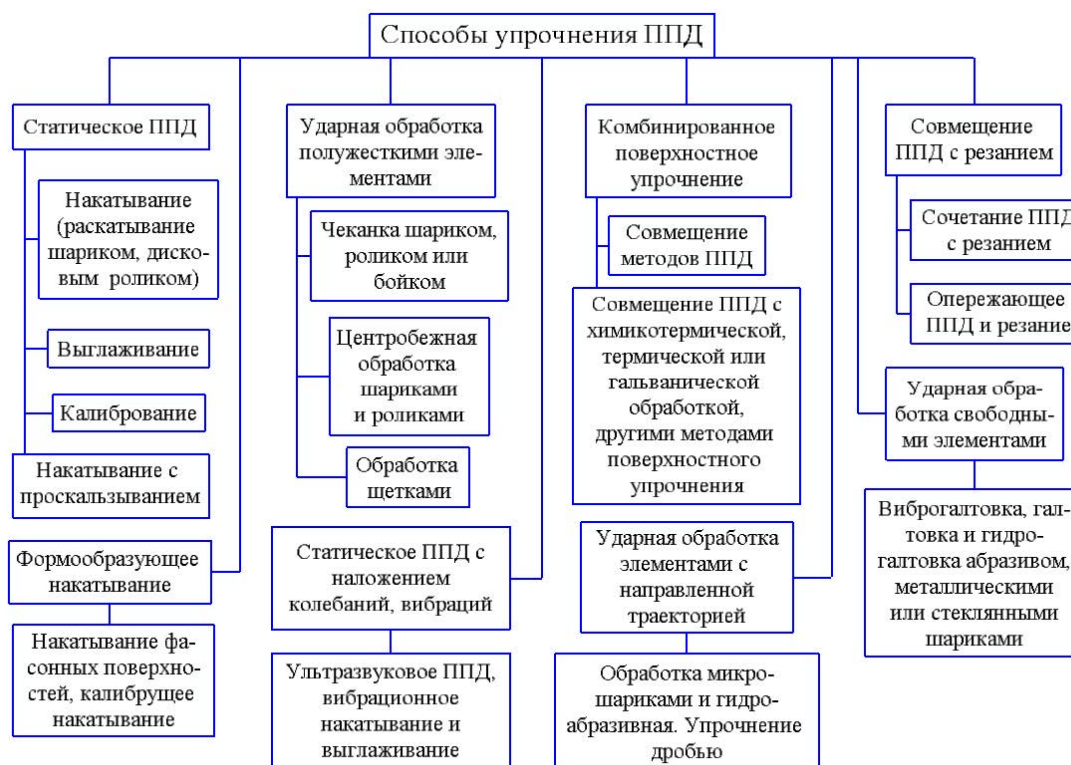 Способы упрочнения ППД
Статическое ППД
Накатывание
(раскатывание
шариком, диско-
вым роликом)
Выглаживание
Калибрование
Накатывание с
проскальзыванием
Формообразующее
накатывание
Накатывание фа-
сонных поверхно-
стей, калибрущее
накатывание
Ударная обработка
полужесткими эле-
ментами
Чеканка шариком,
роликом или
бойком
Центробежная
обработка
шариками
и роликами
Обработка
щетками
Статическое ППД с
наложением
колебаний, вибраций
Ультразвуковое ППД,
вибрационное
накатывание и
выглаживание
Комбинированное
поверхностное
упрочнение
Совмещение
методов ППД
Совмещение ППД с
химикотермической,
термической или
гальванической
обработкой,
другими методами
поверхностного
упрочнения
Ударная обработка
элементами с
направленной
траекторией
Обработка микро-
шариками и гидро-
абразивная. Упрочнение
дробью
Совмещение
ППД с резанием
Сочетание ППД
с резанием
Опережающее
ППД и резание
Ударная обра-
ботка свободны-
ми элементами
Виброгалтовка, гал-
товка и гидро-
галтовка абразивом,
металлическими
или стеклянными
шариками